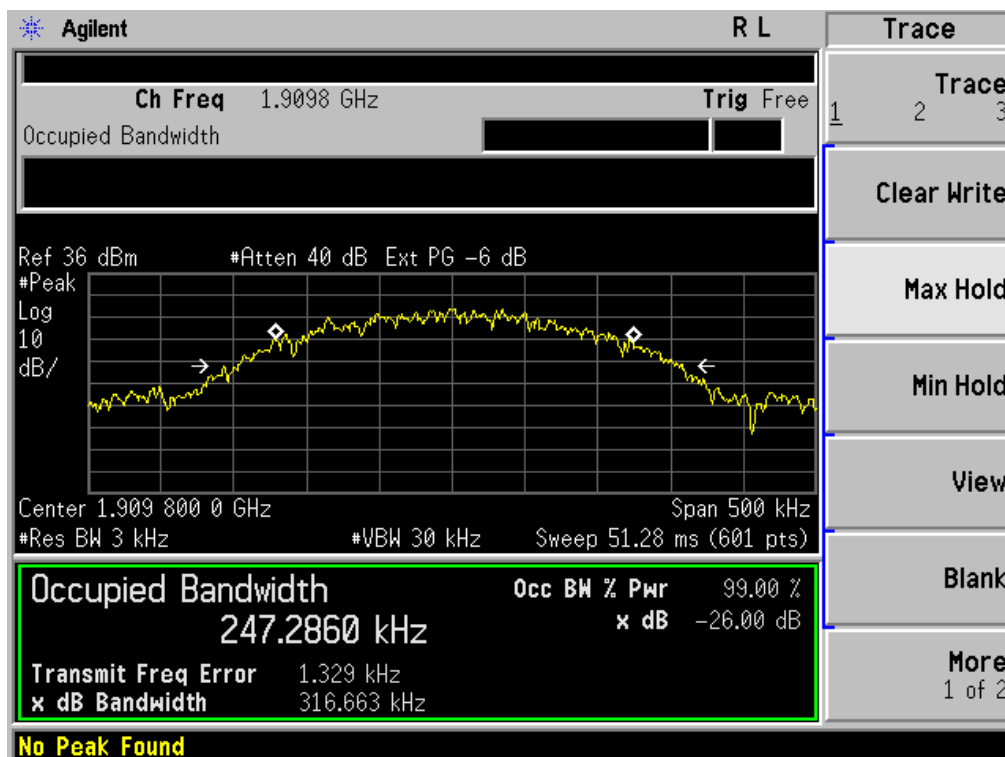 Agilent
R L
Trace
Ch Freq 1.9098 GHz
Trig Free
Occupied Bandwidth
Trace
1 2 3
Clear Write
Max Hold
Min Hold
View
Blank
More
1 of 2
Ref 36 dBm #Atten 40 dB Ext PG -6 dB
#Peak
Log
10
dB/
Center 1.909 800 0 GHz Span 500 kHz
#Res BW 3 kHz #VBW 30 kHz Sweep 51.28 ms (601 pts)
Occupied Bandwidth
247.2860 kHz
Occ BW % Pwr 99.00 %
x dB -26.00 dB
Transmit Freq Error 1.329 kHz
x dB Bandwidth 316.663 kHz
No Peak Found